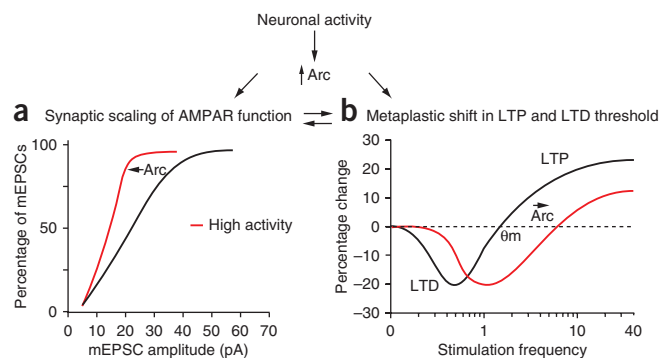 Neuronal activity
Arc
a Synaptic scaling of AMPAR function
b Metaplastic shift in LTP and LTD threshold
Percentage of mEPSCs
100
50
0
Arc
High activity
0 10 20 30 40 50 60 70
mEPSC amplitude (pA)
Percentage change
30
20
10
0
−10
−20
−30
LTP
Arc
θm
LTD
0 1 10 40
Stimulation frequency